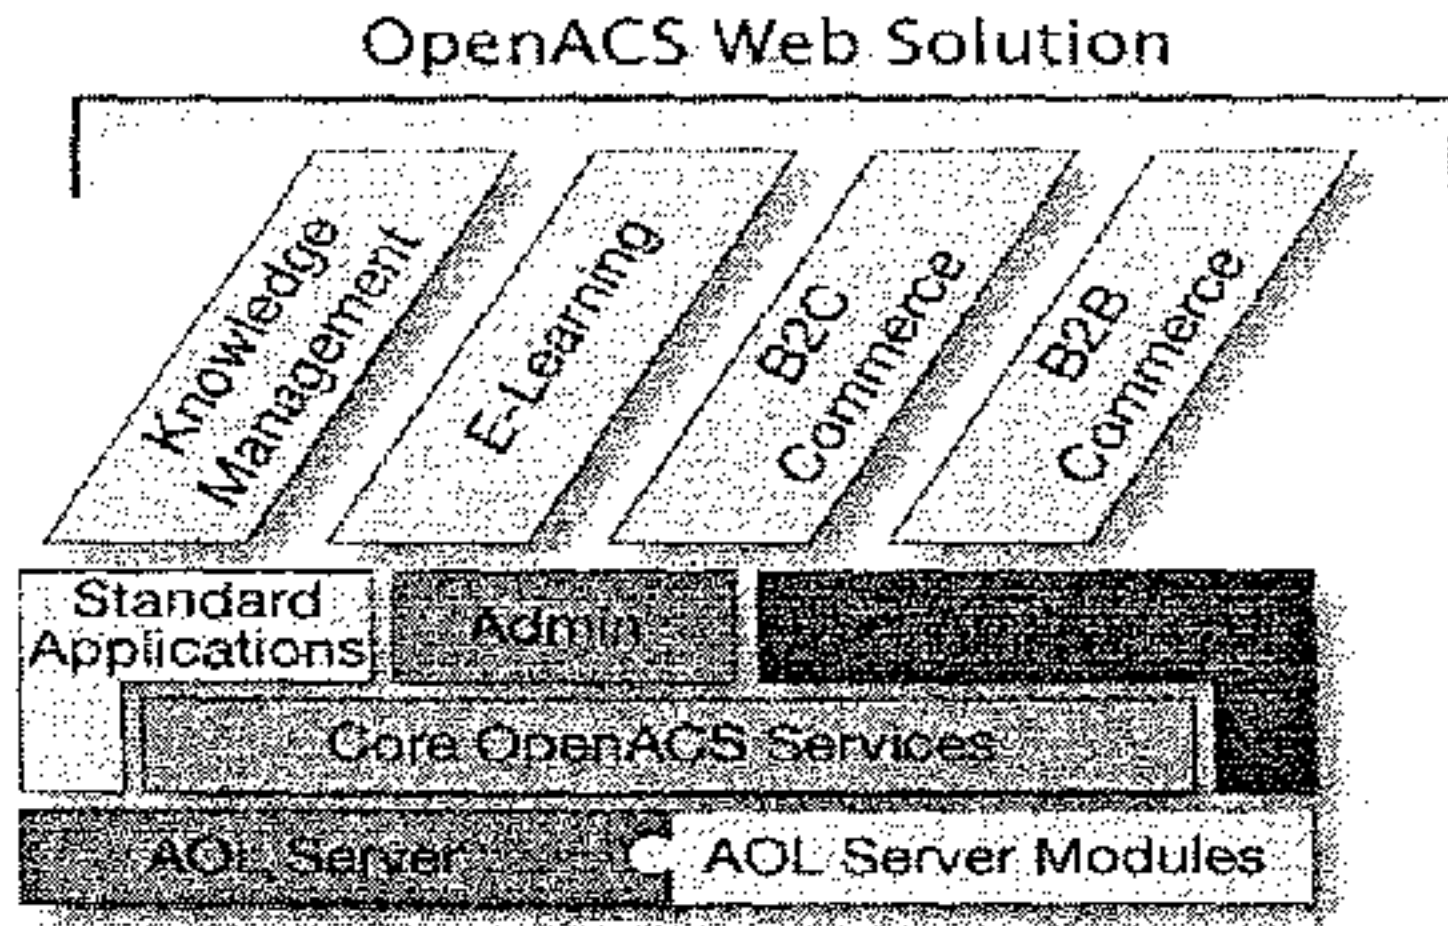 OpenACS Web Solution
Knowledge
Management
E-Learning
B2C
Commerce
B2B
Commerce
Standard
Applications
Admin
Core OpenACS Services
AOL Server
AOL Server Modules